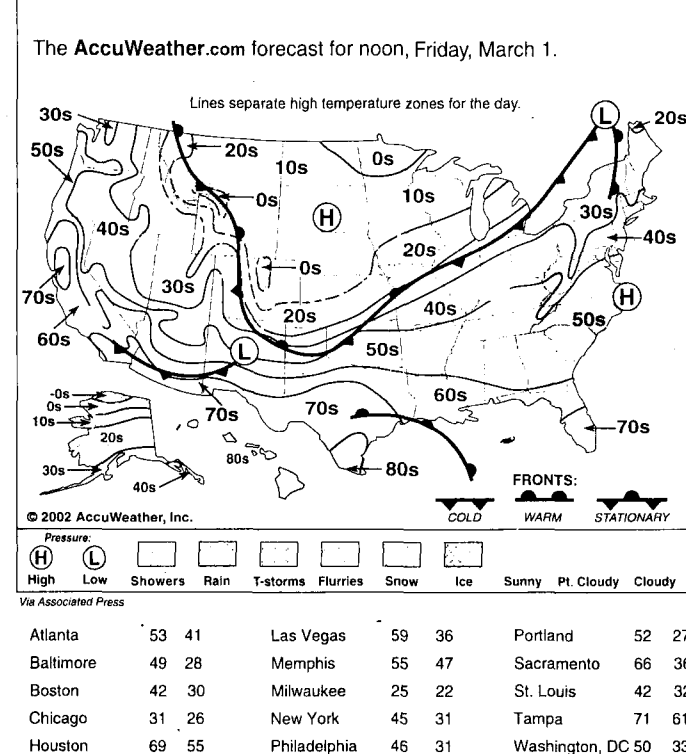 The AccuWeather.com forecast for noon, Friday, March 1.
Lines separate high temperature zones for the day.
30s
L
20s
50s
20s
10s
0s
0s
10s
H
30s
40s
40s
20s
0s
30s
70s
20s
40s
H
50s
60s
L
50s
60s
-0s
0s
10s
20s
70s
70s
70s
80s
80s
30s
40s
FRONTS:
© 2002 AccuWeather, Inc.
COLD WARM STATIONARY
Pressure:
H L
High Low Showers Rain T-storms Flurries Snow Ice Sunny Pt. Cloudy Cloudy
Via Associated Press
Atlanta 53 41 Las Vegas 59 36 Portland 52 27
Baltimore 49 28 Memphis 55 47 Sacramento 66 36
Boston 42 30 Milwaukee 25 22 St. Louis 42 32
Chicago 31 26 New York 45 31 Tampa 71 61
Houston 69 55 Philadelphia 46 31 Washington, DC 50 33